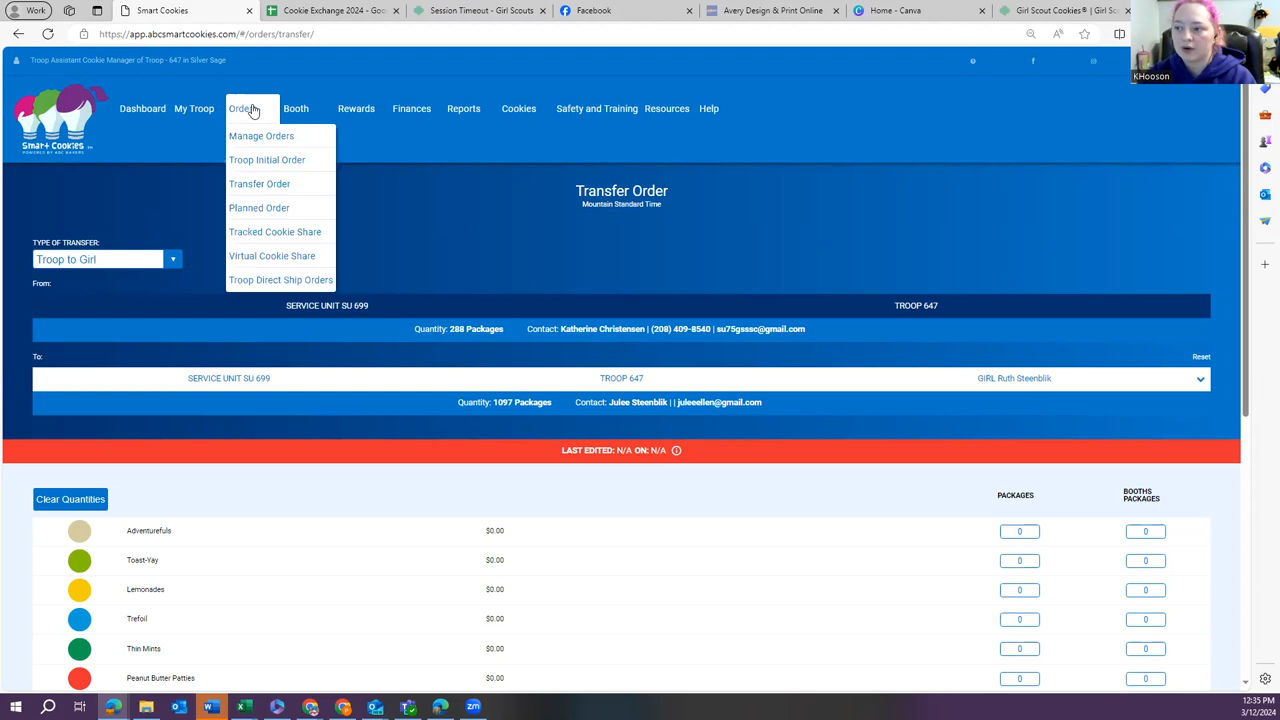 Work
Smart Cookies
Cookie Exchange 2024 - Goo
Session Timeout - Girl Scouts
Facebook
Avery Design & Print Online
Home - Canva
Girl Scout Cookies® | Girl Sc
https://app.abcsmartcookies.com/#/orders/transfer/
KHooson
Troop Assistant Cookie Manager of Troop - 647 in Silver Sage
Smart Cookies
POWERED BY ABC BAKERS
Dashboard
My Troop
Orde
Booth
Rewards
Finances
Reports
Cookies
Safety and Training
Resources
Help
Manage Orders
Troop Initial Order
Transfer Order
Planned Order
Tracked Cookie Share
Virtual Cookie Share
Troop Direct Ship Orders
Transfer Order
Mountain Standard Time
TYPE OF TRANSFER:
Troop to Girl
From:
SERVICE UNIT SU 699 TROOP 647
Quantity: 288 Packages Contact: Katherine Christensen | (208) 409-8540 | su75gsssc@gmail.com
To: Reset
SERVICE UNIT SU 699 TROOP 647 GIRL Ruth Steenblik
Quantity: 1097 Packages Contact: Julee Steenblik | | juleeellen@gmail.com
LAST EDITED: N/A ON: N/A
Clear Quantities
PACKAGES
BOOTHS
PACKAGES
Adventurefuls $0.00 0 0
Toast-Yay $0.00 0 0
Lemonades $0.00 0 0
Trefoil $0.00 0 0
Thin Mints $0.00 0 0
Peanut Butter Patties $0.00 0 0
12:35 PM
3/12/2024